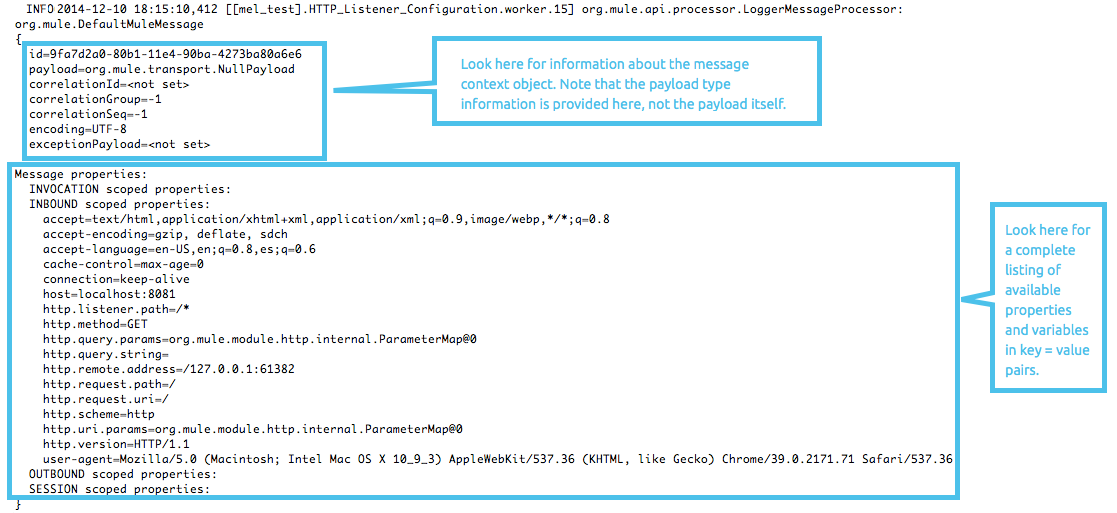 INFO 2014-12-10 18:15:10,412 [[mel_test].HTTP_Listener_Configuration.worker.15] org.mule.api.processor.LoggerMessageProcessor:
org.mule.DefaultMuleMessage
{
id=9fa7d2a0-80b1-11e4-90ba-4273ba80a6e6
payload=org.mule.transport.NullPayload
correlationId=<not set>
correlationGroup=-1
correlationSeq=-1
encoding=UTF-8
exceptionPayload=<not set>
Look here for information about the message
context object. Note that the payload type
information is provided here, not the payload itself.
Message properties:
INVOCATION scoped properties:
INBOUND scoped properties:
accept=text/html,application/xhtml+xml,application/xml;q=0.9,image/webp,*/*;q=0.8
accept-encoding=gzip, deflate, sdch
accept-language=en-US,en;q=0.8,es;q=0.6
cache-control=max-age=0
connection=keep-alive
host=localhost:8081
http.listener.path=/*
http.method=GET
http.query.params=org.mule.module.http.internal.ParameterMap@0
http.query.string=
http.remote.address=/127.0.0.1:61382
http.request.path=/
http.request.uri=/
http.scheme=http
http.uri.params=org.mule.module.http.internal.ParameterMap@0
http.version=HTTP/1.1
user-agent=Mozilla/5.0 (Macintosh; Intel Mac OS X 10_9_3) AppleWebKit/537.36 (KHTML, like Gecko) Chrome/39.0.2171.71 Safari/537.36
OUTBOUND scoped properties:
SESSION scoped properties:
}
Look here for
a complete
listing of
available
properties
and variables
in key = value
pairs.